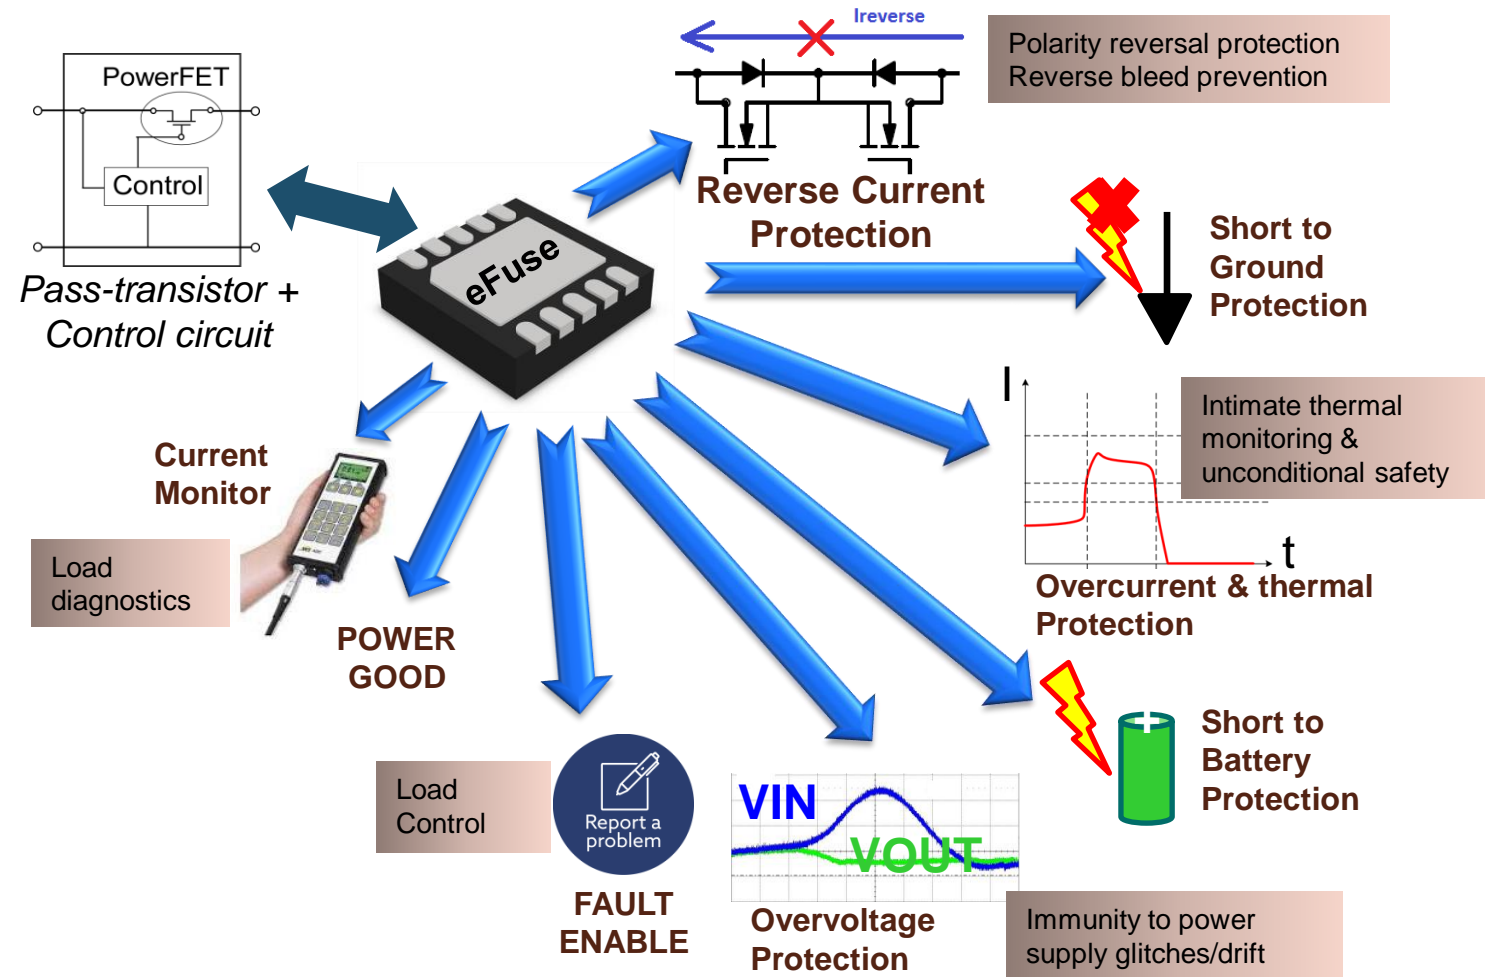 Ireverse
Polarity reversal protection
Reverse bleed prevention
PowerFET
Control
Pass-transistor +
Control circuit
eFuse
Reverse Current
Protection
Short to
Ground
Protection
I
t
Intimate thermal
monitoring &
unconditional safety
Overcurrent & thermal
Protection
Current
Monitor
Load
diagnostics
POWER
GOOD
Load
Control
Report a
problem
FAULT
ENABLE
VIN
VOUT
Overvoltage
Protection
Immunity to power
supply glitches/drift
Short to
Battery
Protection